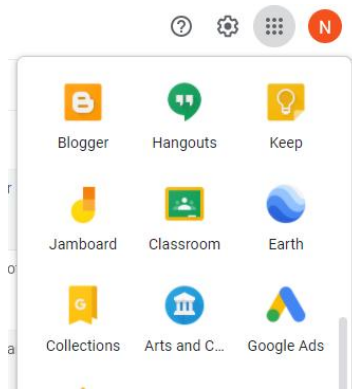 N
Blogger Hangouts Keep
r
Jamboard Classroom Earth
G
a Collections Arts and C... Google Ads